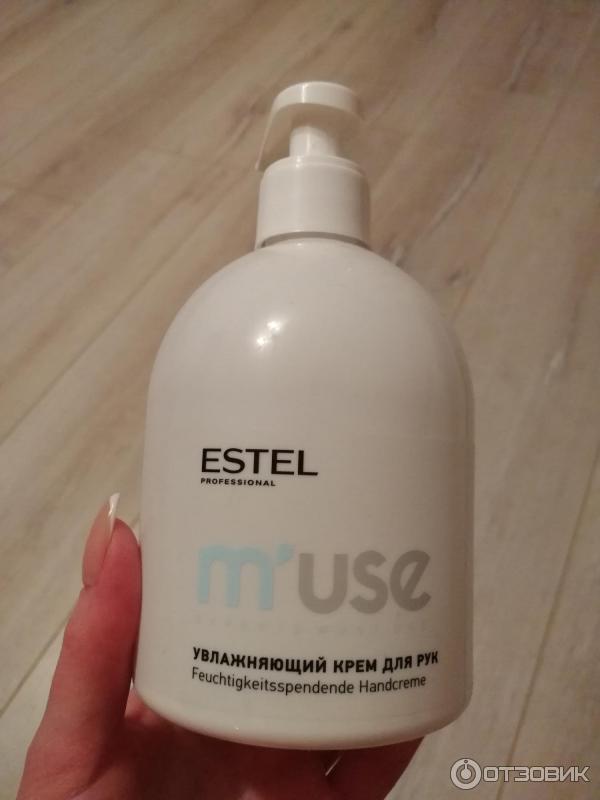 ESTEL
PROFESSIONAL
m'use
УВЛАЖНЯЮЩИЙ КРЕМ ДЛЯ РУК
Feuchtigkeitsspendende Handcreme
ОТЗОВИК